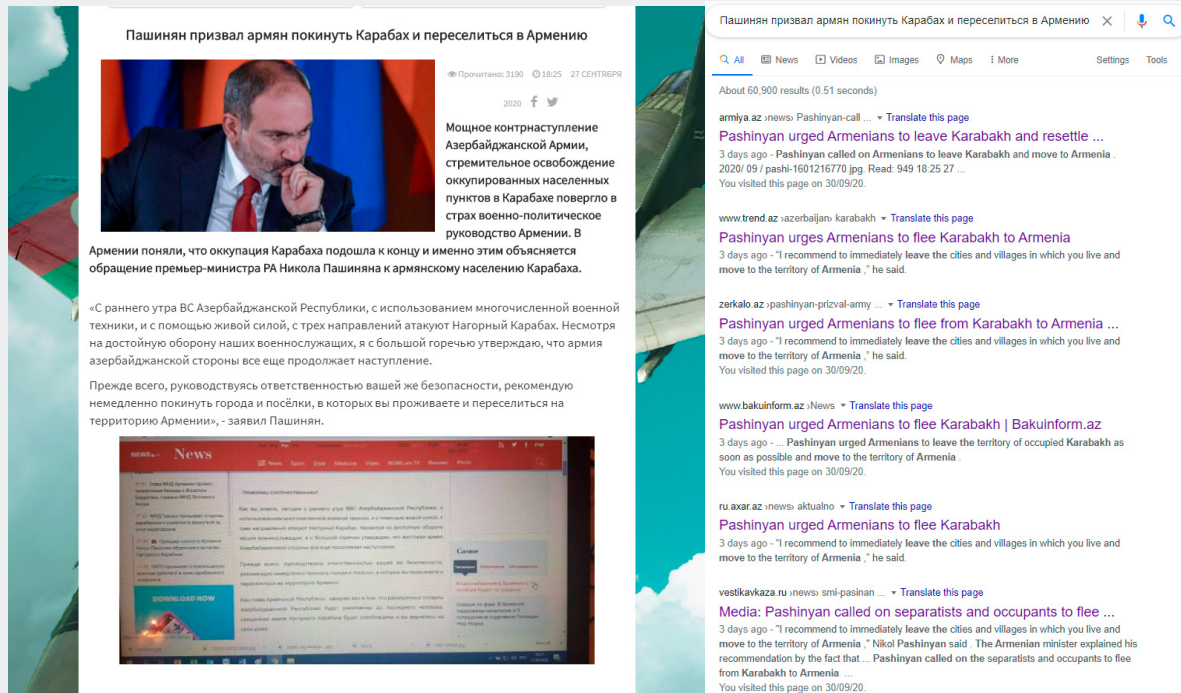 Пашинян призвал армян покинуть Карабах и переселиться в Армению
Прочитано: 3190 18:25 27 СЕНТЯБРЯ
2020
Мощное контрнаступление
Азербайджанской Армии,
стремительное освобождение
оккупированных населенных
пунктов в Карабахе повергло в
страх военно-политическое
руководство Армении. В
Армении поняли, что оккупация Карабаха подошла к концу и именно этим объясняется
обращение премьер-министра РА Никола Пашиняна к армянскому населению Карабаха.
«С раннего утра ВС Азербайджанской Республики, с использованием многочисленной военной
техники, и с помощью живой силой, с трех направлений атакуют Нагорный Карабах. Несмотря
на достойную оборону наших военнослужащих, я с большой горечью утверждаю, что армия
азербайджанской стороны все еще продолжает наступление.
Прежде всего, руководствуясь ответственностью вашей же безопасности, рекомендую
немедленно покинуть города и посёлки, в которых вы проживаете и переселиться на
территорию Армении», - заявил Пашинян.
NEWS News
News Sport Style Medicine Video
Уважаемы соотечественники!
Самое
DOWNLOAD NOW
Пашинян призвал армян покинуть Карабах и переселиться в Армению
All News Videos Images Maps More Settings Tools
About 60,900 results (0.51 seconds)
armiya.az ›news› Pashinyan-call ... Translate this page
Pashinyan urged Armenians to leave Karabakh and resettle ...
3 days ago - Pashinyan called on Armenians to leave Karabakh and move to Armenia .
2020/ 09 / pashi-1601216770.jpg. Read: 949 18:25 27 ...
You visited this page on 30/09/20.
www.trend.az ›azerbaijan› karabakh Translate this page
Pashinyan urges Armenians to flee Karabakh to Armenia
3 days ago - “I recommend to immediately leave the cities and villages in which you live and
move to the territory of Armenia ,” he said.
zerkalo.az ›pashinyan-prizval-army ... Translate this page
Pashinyan urged Armenians to flee from Karabakh to Armenia ...
3 days ago - “I recommend to immediately leave the cities and villages in which you live and
move to the territory of Armenia ,” he said.
You visited this page on 30/09/20.
www.bakuinform.az ›News Translate this page
Pashinyan urged Armenians to flee Karabakh | Bakuinform.az
3 days ago - ... Pashinyan urged Armenians to leave the territory of occupied Karabakh as
soon as possible and move to the territory of Armenia .
You visited this page on 30/09/20.
ru.axar.az ›news› aktualno Translate this page
Pashinyan urged Armenians to flee Karabakh
3 days ago - “I recommend to immediately leave the cities and villages in which you live and
move to the territory of Armenia ,” he said.
vestikavkaza.ru ›news› smi-pasinan ... Translate this page
Media: Pashinyan called on separatists and occupants to flee ...
3 days ago - "I recommend to immediately leave the cities and villages in which you live and
move to the territory of Armenia ," Nikol Pashinyan said . The Armenian minister explained his
recommendation by the fact that ... Pashinyan called on the separatists and occupants to flee
from Karabakh to Armenia ...
You visited this page on 30/09/20.